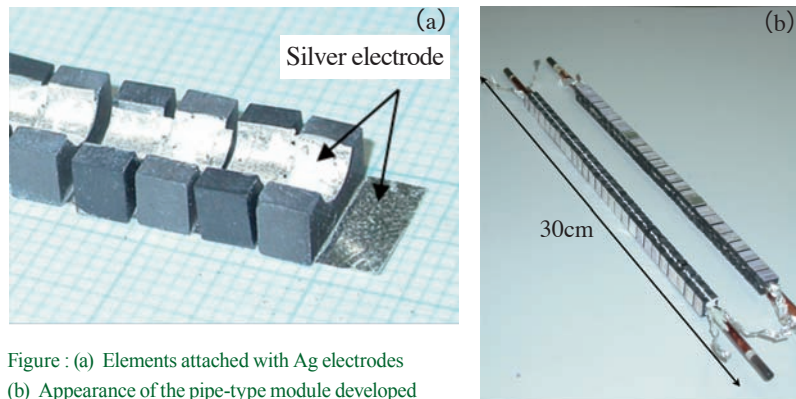 (a)
Silver electrode
(b)
30cm
Figure : (a) Elements attached with Ag electrodes
(b) Appearance of the pipe-type module developed